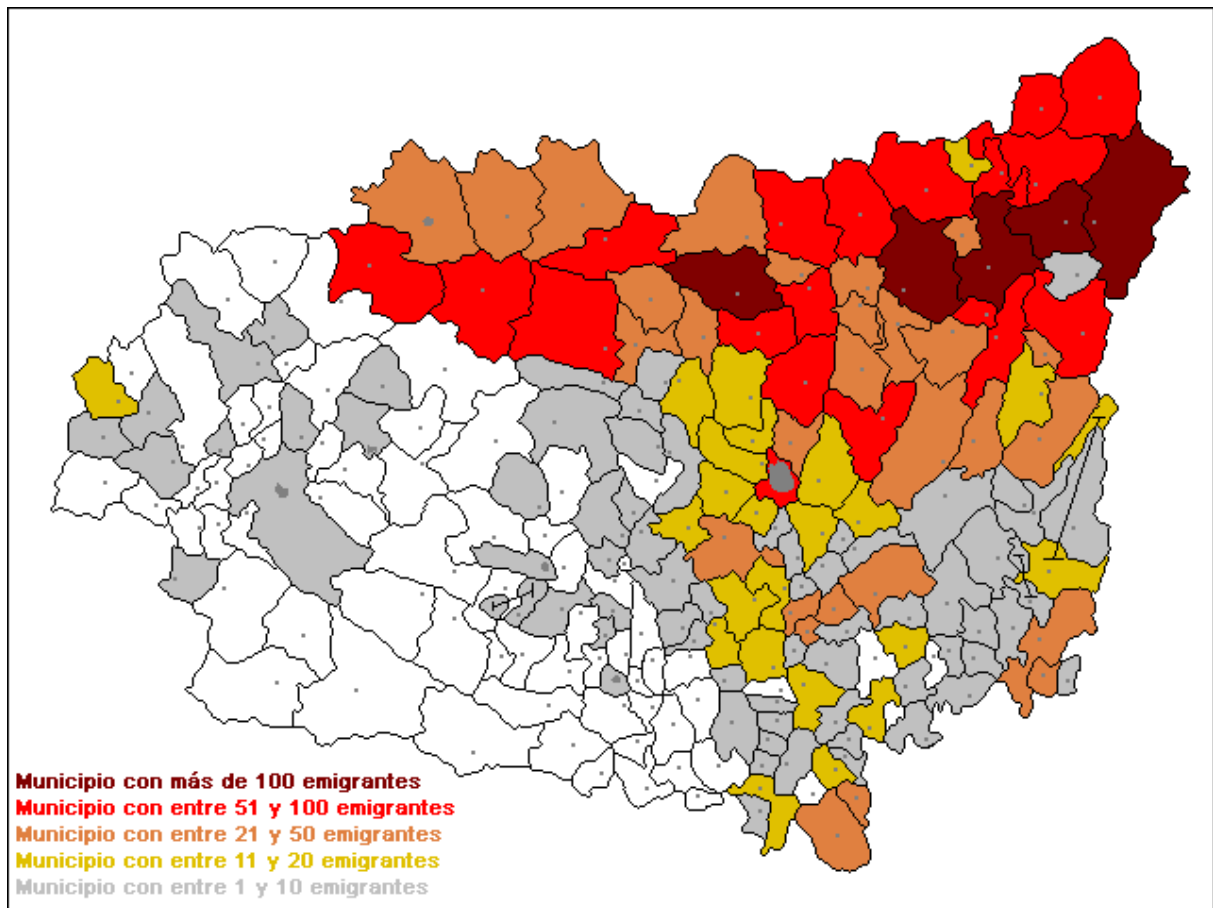 Municipio con más de 100 emigrantes
Municipio con entre 51 y 100 emigrantes
Municipio con entre 21 y 50 emigrantes
Municipio con entre 11 y 20 emigrantes
Municipio con entre 1 y 10 emigrantes